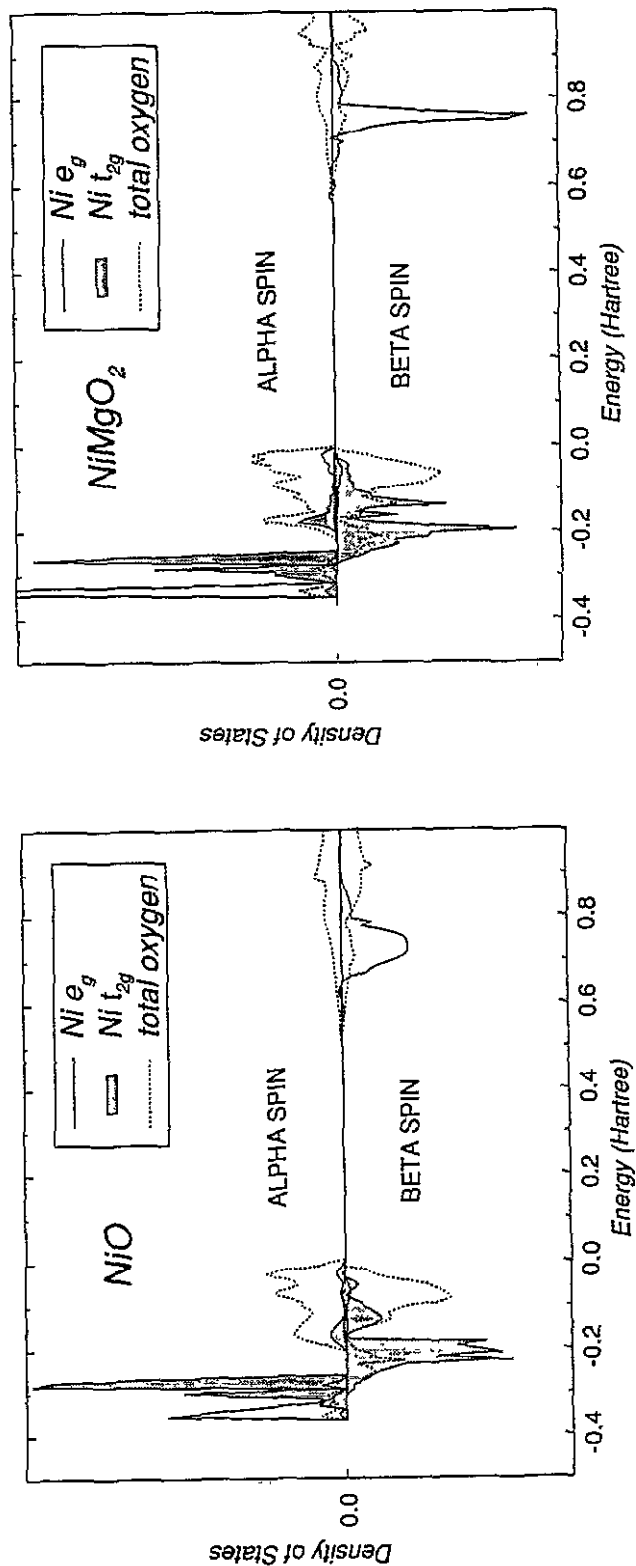 NiO
Ni e_g
Ni t_2g
total oxygen
ALPHA SPIN
BETA SPIN
Density of States
0.0
-0.4 -0.2 0.0 0.2 0.4 0.6 0.8
Energy (Hartree)
NiMgO₂
Ni e_g
Ni t_2g
total oxygen
ALPHA SPIN
BETA SPIN
Density of States
0.0
-0.4 -0.2 0.0 0.2 0.4 0.6 0.8
Energy (Hartree)